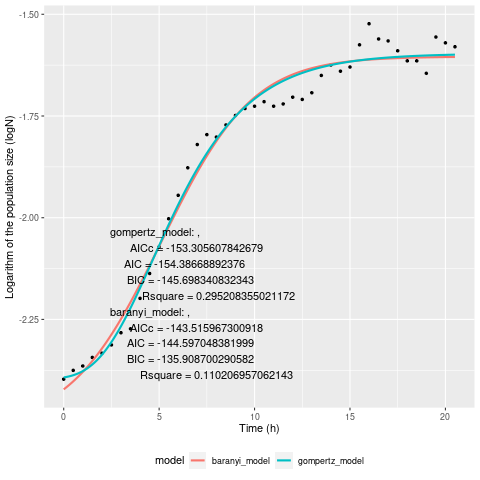 -1.50
-1.75
-2.00
-2.25
Logarithm of the population size (logN)
gompertz_model: ,
AICc = -153.305607842679
AIC = -154.38668892376
BIC = -145.698340832343
Rsquare = 0.295208355021172
baranyi_model: ,
AICc = -143.515967300918
AIC = -144.597048381999
BIC = -135.908700290582
Rsquare = 0.110206957062143
0 5 10 15 20
Time (h)
model baranyi_model gompertz_model